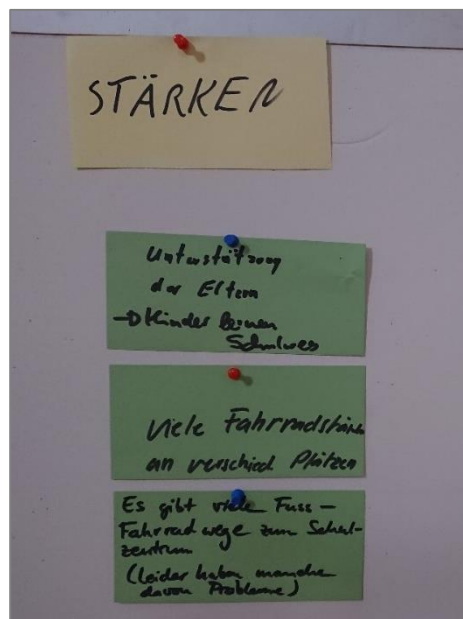 STÄRKEN
Unterstützung
der Eltern
→ Kinder lernen
Schulweg
Viele Fahrradständer
an verschied Plätzen
Es gibt viele Fuss-
Fahrradwege zum Schul-
zentrum
(leider haben manche
davon Probleme)